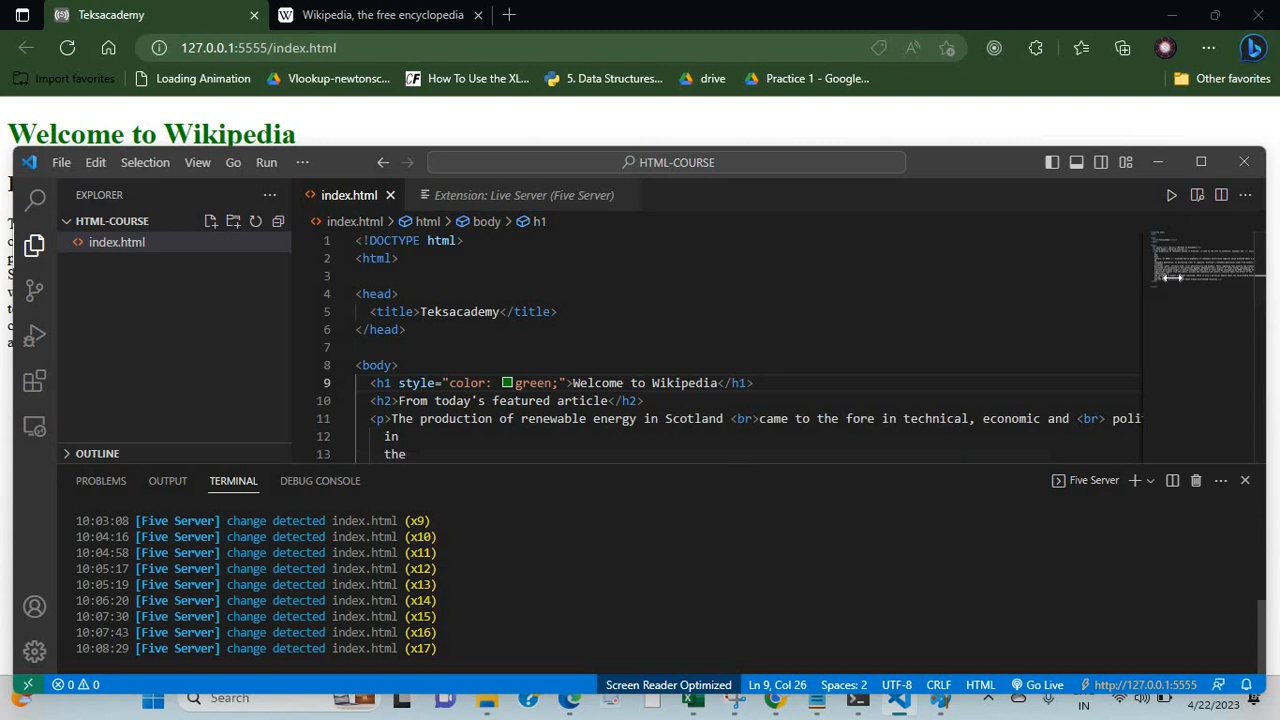 Teksacademy
Wikipedia, the free encyclopedia
127.0.0.1:5555/index.html
Import favorites
Loading Animation
Vlookup-newtonsc...
How To Use the XL...
5. Data Structures...
drive
Practice 1 - Google...
Other favorites
Welcome to Wikipedia
File Edit Selection View Go Run
HTML-COURSE
EXPLORER
index.html
Extension: Live Server (Five Server)
HTML-COURSE
index.html
index.html > html > body > h1
1 <!DOCTYPE html>
2 <html>
3
4 <head>
5 <title>Teksacademy</title>
6 </head>
7
8 <body>
9 <h1 style="color: green;">Welcome to Wikipedia</h1>
10 <h2>From today's featured article</h2>
11 <p>The production of renewable energy in Scotland <br>came to the fore in technical, economic and <br> poli
12 in
13 the
OUTLINE
PROBLEMS OUTPUT TERMINAL DEBUG CONSOLE
Five Server
10:03:08 [Five Server] change detected index.html (x9)
10:04:16 [Five Server] change detected index.html (x10)
10:04:58 [Five Server] change detected index.html (x11)
10:05:17 [Five Server] change detected index.html (x12)
10:05:19 [Five Server] change detected index.html (x13)
10:06:20 [Five Server] change detected index.html (x14)
10:07:30 [Five Server] change detected index.html (x15)
10:07:43 [Five Server] change detected index.html (x16)
10:08:29 [Five Server] change detected index.html (x17)
0 0
Screen Reader Optimized
Ln 9, Col 26
Spaces: 2
UTF-8
CRLF
HTML
Go Live
http://127.0.0.1:5555
Search
IN
4/22/2023